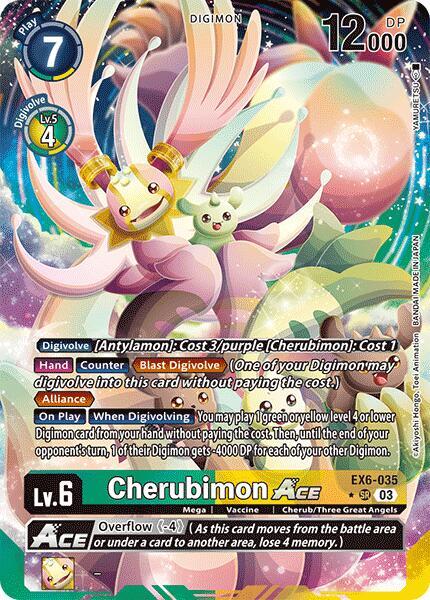 DIGIMON
Play
7
12000
DP
Digivolve
Lv.5
4
YAMURETSU
©Akiyoshi Hongo, Toei Animation BANDAI MADE IN JAPAN
Digivolve [Antylamon]: Cost 3/purple [Cherubimon]: Cost 1
Hand Counter Blast Digivolve (One of your Digimon may
digivolve into this card without paying the cost.)
Alliance
On Play When Digivolving You may play 1 green or yellow level 4 or lower
Digimon card from your hand without paying the cost. Then, until the end of your
opponent's turn, 1 of their Digimon gets -4000 DP for each of your other Digimon.
EX6-035
Lv.6 Cherubimon ACE
SR 03
Mega | Vaccine | Cherub/Three Great Angels
ACE Overflow《-4》(As this card moves from the battle area
or under a card to another area, lose 4 memory.)
-